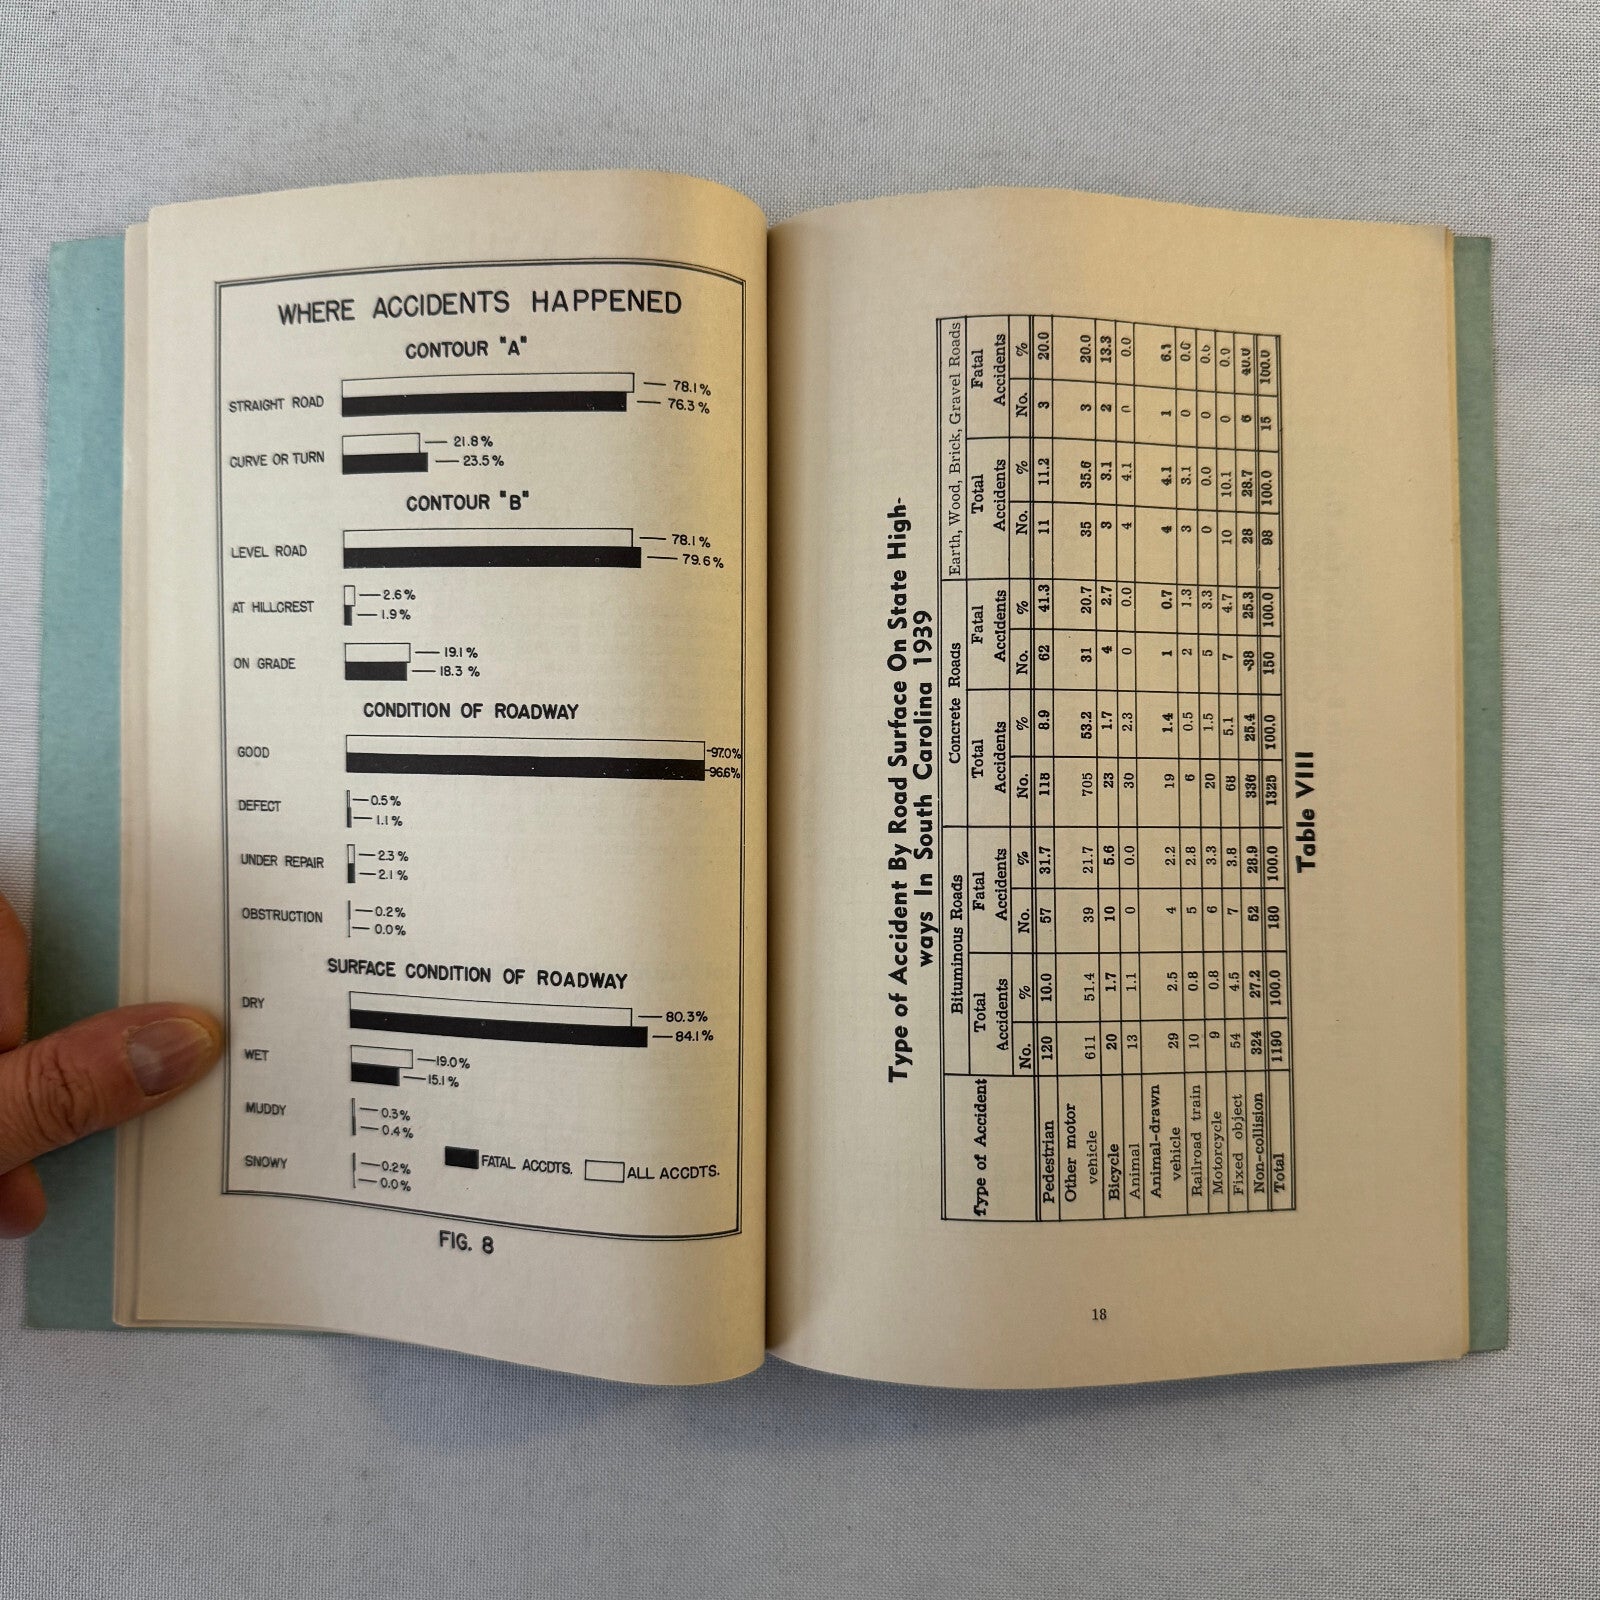 WHERE ACCIDENTS HAPPENED
CONTOUR "A"
STRAIGHT ROAD 78.1% 76.3%
CURVE OR TURN 21.8% 23.5%
CONTOUR "B"
LEVEL ROAD 78.1% 79.6%
AT HILLCREST 2.6% 1.9%
ON GRADE 19.1% 18.3%
CONDITION OF ROADWAY
GOOD 97.0% 96.6%
DEFECT 0.5% 1.1%
UNDER REPAIR 2.3% 2.1%
OBSTRUCTION 0.2% 0.0%
SURFACE CONDITION OF ROADWAY
DRY 80.3% 84.1%
WET 19.0% 15.1%
MUDDY 0.3% 0.4%
SNOWY 0.2% 0.0%
FATAL ACCDTS. ALL ACCDTS.
FIG. 8
Type of Accident By Road Surface On State High-
ways In South Carolina 1939
Bituminous Roads Concrete Roads Earth, Wood, Brick, Gravel Roads
Type of Accident Total Accidents Fatal Accidents Total Accidents Fatal Accidents Total Accidents Fatal Accidents
No. % No. % No. % No. % No. % No. %
Pedestrian 120 10.0 57 31.7 118 8.9 62 41.3 11 11.2 3 20.0
Other motor
vehicle 611 51.4 39 21.7 705 53.2 31 20.7 35 35.6 3 20.0
Bicycle 20 1.7 10 5.6 23 1.7 4 2.7 3 3.1 2 13.3
Animal 13 1.1 0 0.0 30 2.3 0 0.0 4 4.1 0 0.0
Animal-drawn
vehicle 29 2.5 4 2.2 19 1.4 1 0.7 4 4.1 1
Railroad train 10 0.8 5 2.8 6 0.5 2 1.3 3 3.1 0 0.0
Motorcycle 9 0.8 6 3.3 20 1.5 5 3.3 0 0.0 0 0.0
Fixed object 54 4.5 7 3.8 68 5.1 7 4.7 10 10.1 0 0.0
Non-collision 324 27.2 52 28.9 336 25.4 38 25.3 28 28.7 6 40.0
Total 1190 100.0 180 100.0 1325 100.0 150 100.0 98 100.0 15 100.0
Table VIII
18